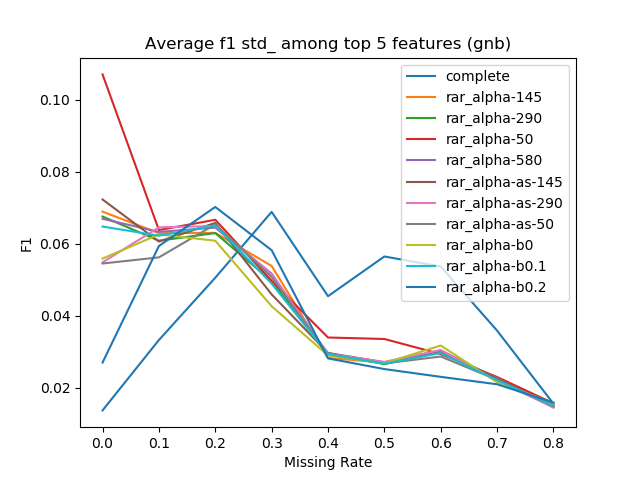 Average f1 std_ among top 5 features (gnb)
complete
rar_alpha-145
rar_alpha-290
rar_alpha-50
rar_alpha-580
rar_alpha-as-145
rar_alpha-as-290
rar_alpha-as-50
rar_alpha-b0
rar_alpha-b0.1
rar_alpha-b0.2
F1
0.10
0.08
0.06
0.04
0.02
0.0 0.1 0.2 0.3 0.4 0.5 0.6 0.7 0.8
Missing Rate